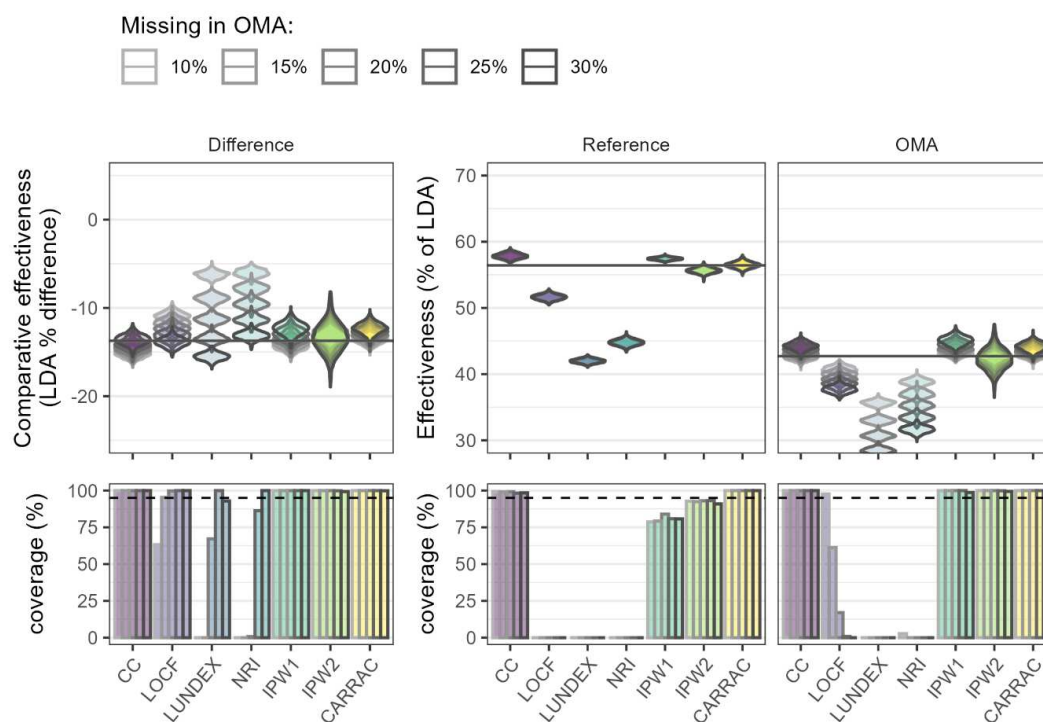 Missing in OMA:
10% 15% 20% 25% 30%
Difference Reference OMA
Comparative effectiveness
(LDA % difference)
0
-10
-20
Effectiveness (% of LDA)
70
60
50
40
30
coverage (%)
100
75
50
25
0
coverage (%)
100
75
50
25
0
CC LOCF LUNDEX NRI IPW1 IPW2 CARRAC
CC LOCF LUNDEX NRI IPW1 IPW2 CARRAC
CC LOCF LUNDEX NRI IPW1 IPW2 CARRAC